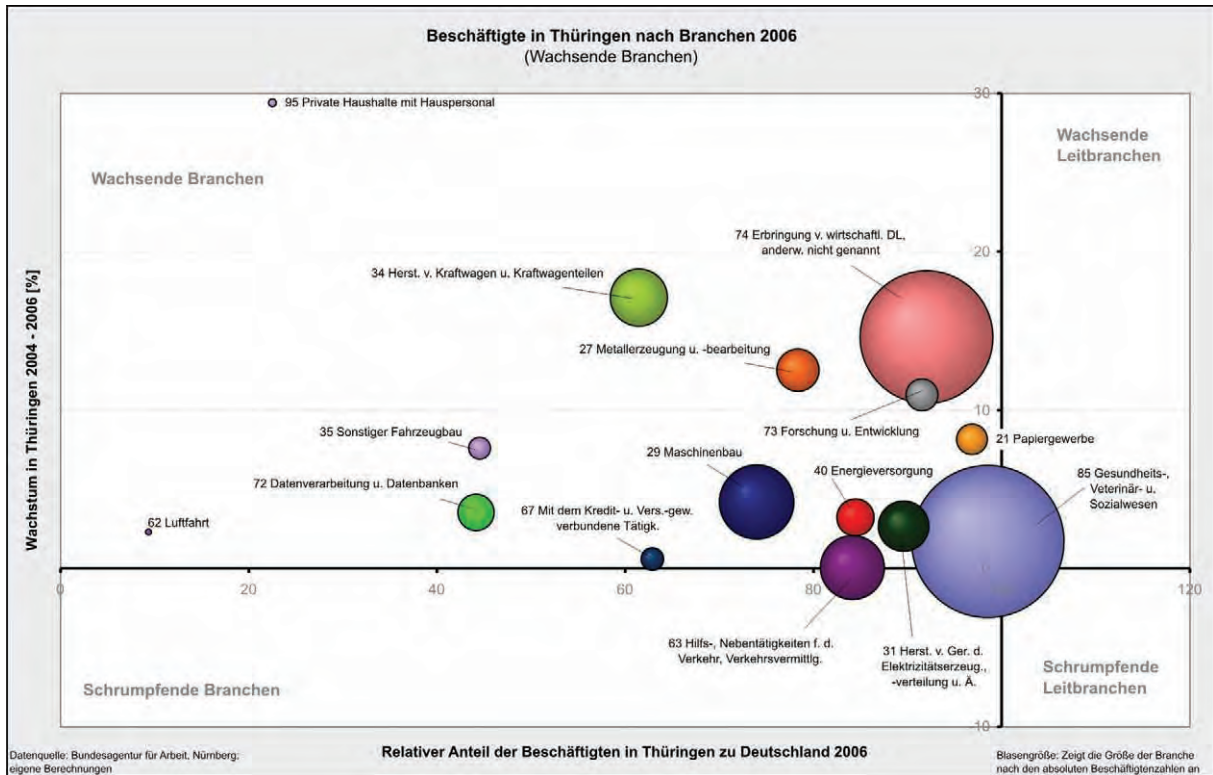 Beschäftigte in Thüringen nach Branchen 2006
(Wachsende Branchen)
30
95 Private Haushalte mit Hauspersonal
Wachsende
Leitbranchen
Wachsende Branchen
74 Erbringung v. wirtschaftl. DL,
anderw. nicht genannt
20
34 Herst. v. Kraftwagen u. Kraftwagenteilen
27 Metallerzeugung u. -bearbeitung
10
35 Sonstiger Fahrzeugbau
73 Forschung u. Entwicklung
21 Papiergewerbe
29 Maschinenbau
40 Energieversorgung
85 Gesundheits-,
Veterinär- u.
Sozialwesen
72 Datenverarbeitung u. Datenbanken
67 Mit dem Kredit- u. Vers.-gew.
verbundene Tätigk.
62 Luftfahrt
Wachstum in Thüringen 2004 - 2006 [%]
0
0
20
40
60
80
120
63 Hilfs-, Nebentätigkeiten f. d.
Verkehr, Verkehrsvermittlg.
31 Herst. v. Ger. d.
Elektrizitätserzeug.,
-verteilung u. Ä.
Schrumpfende Branchen
Schrumpfende
Leitbranchen
10
Relativer Anteil der Beschäftigten in Thüringen zu Deutschland 2006
Datenquelle: Bundesagentur für Arbeit, Nürnberg;
eigene Berechnungen
Blasengröße: Zeigt die Größe der Branche
nach den absoluten Beschäftigtenzahlen an